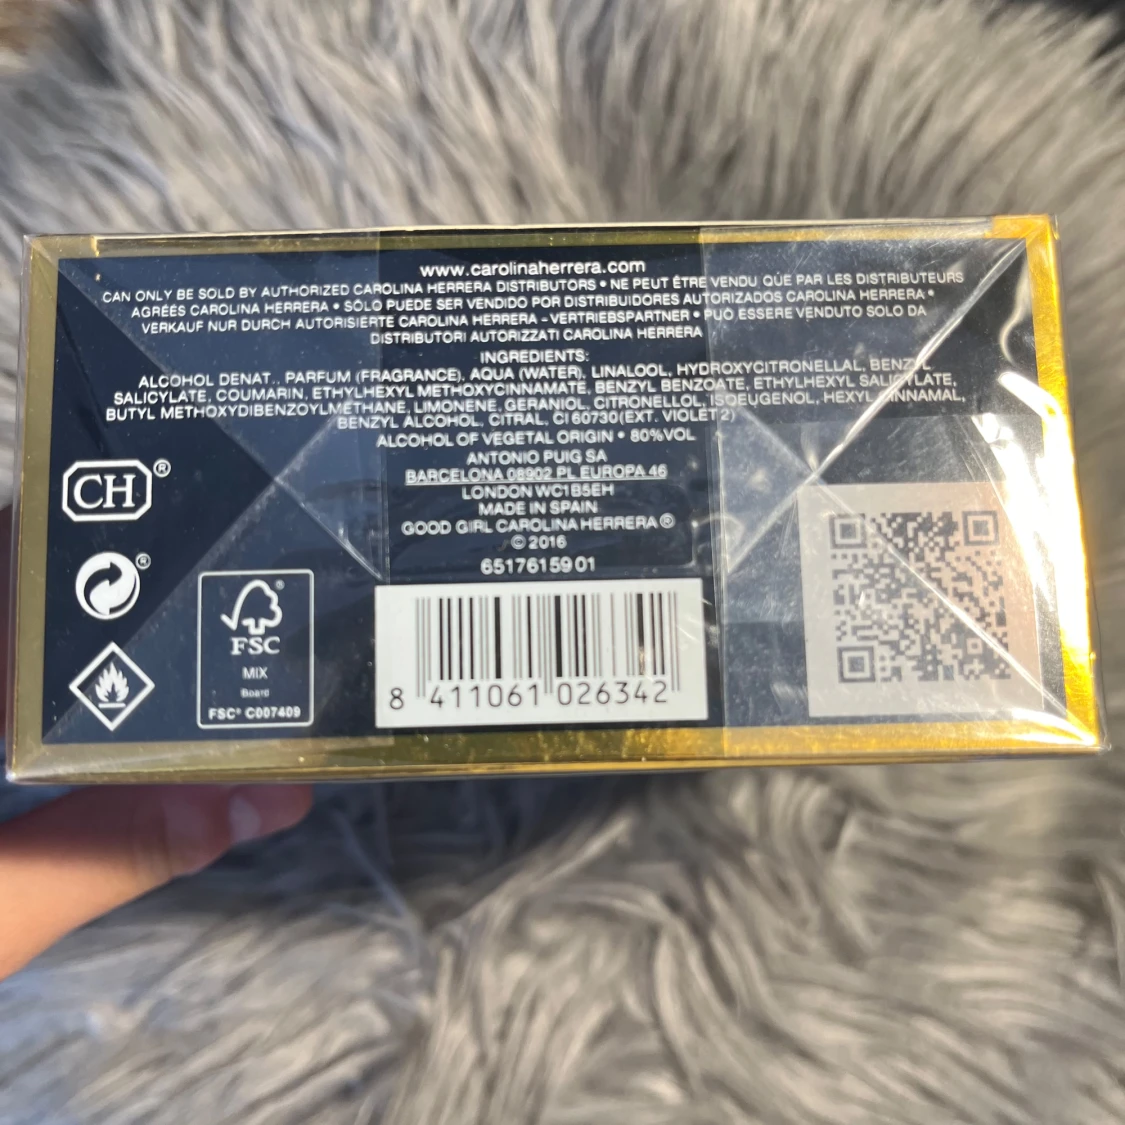 www.carolinaherrera.com
CAN ONLY BE SOLD BY AUTHORIZED CAROLINA HERRERA DISTRIBUTORS • NE PEUT ÊTRE VENDU QUE PAR LES DISTRIBUTEURS
AGRÉÉS CAROLINA HERRERA • SÓLO PUEDE SER VENDIDO POR DISTRIBUIDORES AUTORIZADOS CAROLINA HERRERA •
VERKAUF NUR DURCH AUTORISIERTE CAROLINA HERRERA - VERTRIEBSPARTNER • PUÒ ESSERE VENDUTO SOLO DA
DISTRIBUTORI AUTORIZZATI CAROLINA HERRERA
INGREDIENTS:
ALCOHOL DENAT., PARFUM (FRAGRANCE), AQUA (WATER), LINALOOL, HYDROXYCITRONELLAL, BENZYL
SALICYLATE, COUMARIN, ETHYLHEXYL METHOXYCINNAMATE, BENZYL BENZOATE, ETHYLHEXYL SALICYLATE,
BUTYL METHOXYDIBENZOYLMETHANE, LIMONENE, GERANIOL, CITRONELLOL, ISOEUGENOL, HEXYL CINNAMAL,
BENZYL ALCOHOL, CITRAL, CI 60730 (EXT. VIOLET 2)
ALCOHOL OF VEGETAL ORIGIN • 80%VOL
ANTONIO PUIG SA
BARCELONA 08902 PL EUROPA 46
LONDON WC1B5EH
MADE IN SPAIN
GOOD GIRL CAROLINA HERRERA®
© 2016
65176159 01
CH®
®
FSC®
MIX
Board
FSC® C007409
8 411061 026342